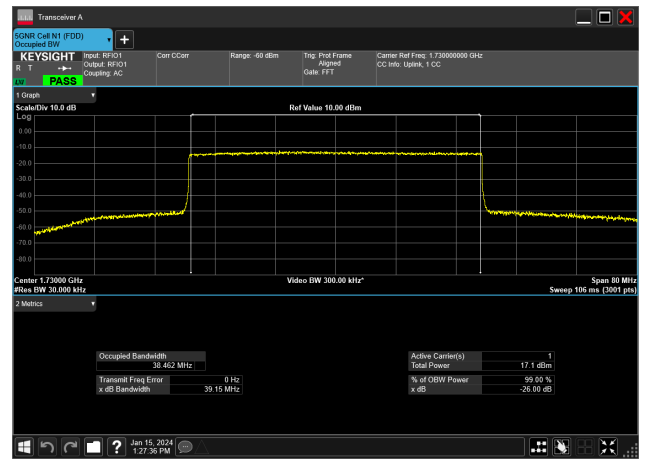 Transceiver A
5GNR Cell N1 (FDD)
Occupied BW
KEYSIGHT
R T
LW PASS
Input: RFIO1
Output: RFIO1
Coupling: AC
Corr CCorr
Range: -60 dBm
Trig: Prot Frame
Aligned
Gate: FFT
Carrier Ref Freq: 1.730000000 GHz
CC Info: Uplink, 1 CC
1 Graph
Scale/Div 10.0 dB
Ref Value 10.00 dBm
Log
0.00
-10.0
-20.0
-30.0
-40.0
-50.0
-60.0
-70.0
-80.0
Center 1.73000 GHz
Video BW 300.00 kHz*
Span 80 MHz
#Res BW 30.000 kHz
Sweep 106 ms (3001 pts)
2 Metrics
Occupied Bandwidth
38.462 MHz
Transmit Freq Error 0 Hz
x dB Bandwidth 39.15 MHz
Active Carrier(s) 1
Total Power 17.1 dBm
% of OBW Power 99.00 %
x dB -26.00 dB
Jan 15, 2024
1:27:36 PM